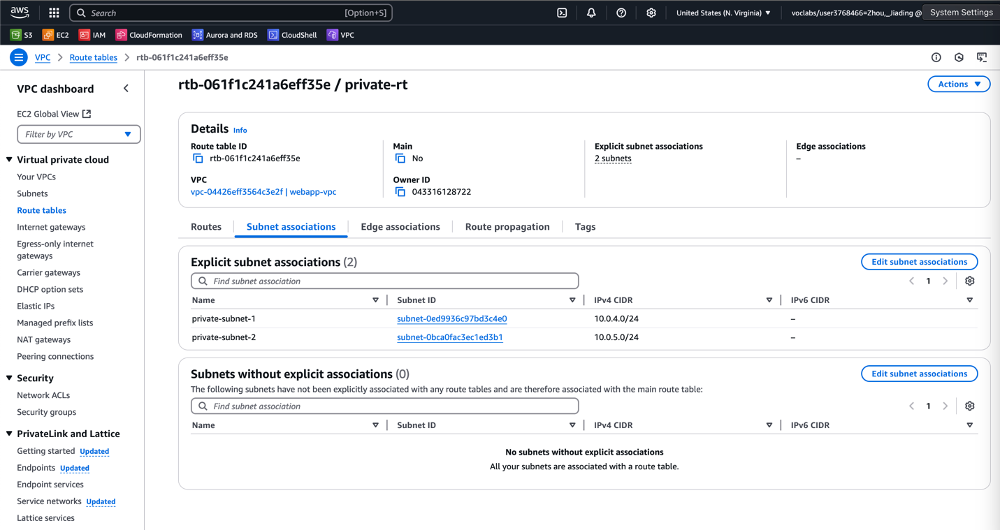 aws
Search [Option+S]
United States (N. Virginia)
voclabs/user3768466=Zhou,_Jiading @
System Settings
S3
EC2
IAM
CloudFormation
Aurora and RDS
CloudShell
VPC
VPC
Route tables
rtb-061f1c241a6eff35e
VPC dashboard
EC2 Global View
Filter by VPC
Virtual private cloud
Your VPCs
Subnets
Route tables
Internet gateways
Egress-only internet
gateways
Carrier gateways
DHCP option sets
Elastic IPs
Managed prefix lists
NAT gateways
Peering connections
Security
Network ACLs
Security groups
PrivateLink and Lattice
Getting started Updated
Endpoints Updated
Endpoint services
Service networks Updated
Lattice services
rtb-061f1c241a6eff35e / private-rt
Actions
Details Info
Route table ID
rtb-061f1c241a6eff35e
VPC
vpc-04426eff3564c3e2f | webapp-vpc
Main
No
Owner ID
043316128722
Explicit subnet associations
2 subnets
Edge associations
–
Routes
Subnet associations
Edge associations
Route propagation
Tags
Explicit subnet associations (2)
Edit subnet associations
Find subnet association
1
Name Subnet ID IPv4 CIDR IPv6 CIDR
private-subnet-1 subnet-0ed9936c97bd3c4e0 10.0.4.0/24 –
private-subnet-2 subnet-0bca0fac3ec1ed3b1 10.0.5.0/24 –
Subnets without explicit associations (0)
Edit subnet associations
The following subnets have not been explicitly associated with any route tables and are therefore associated with the main route table:
Find subnet association
1
Name Subnet ID IPv4 CIDR IPv6 CIDR
No subnets without explicit associations
All your subnets are associated with a route table.